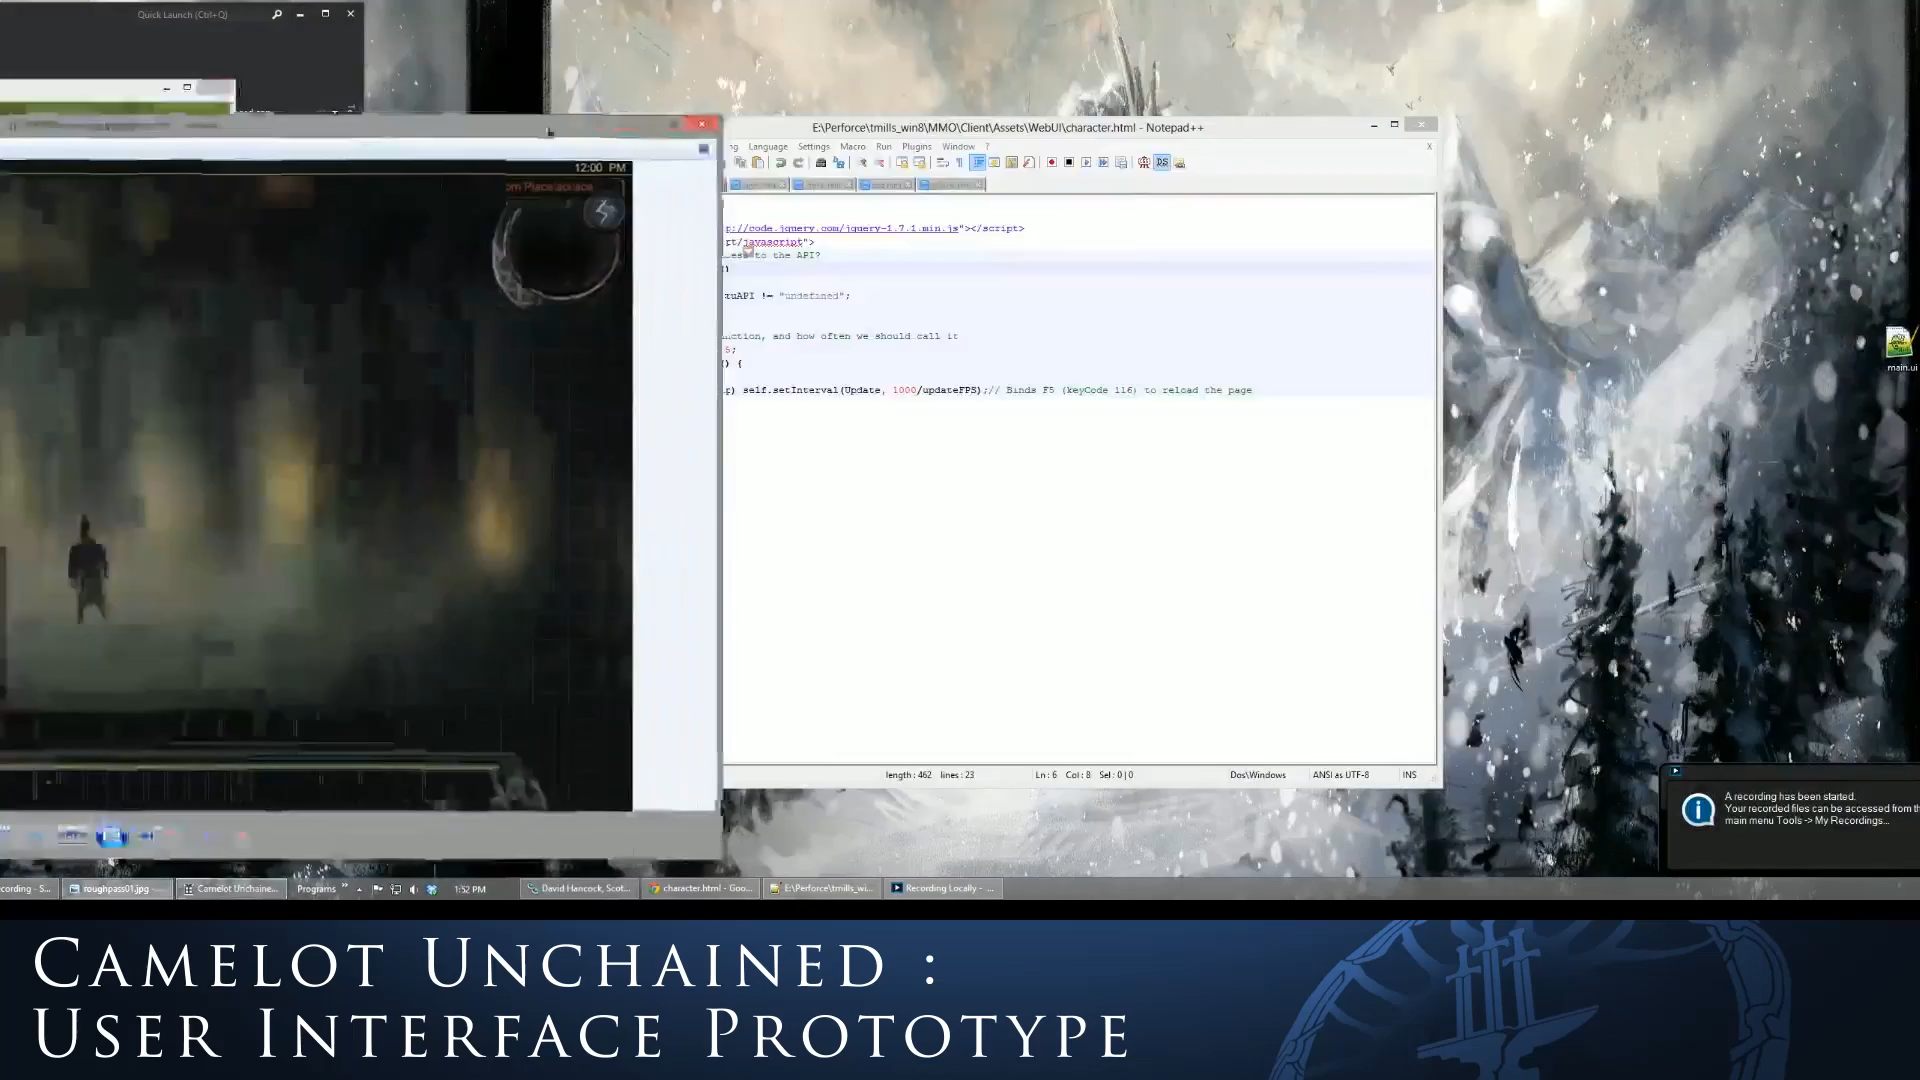 Quick Launch (Ctrl+Q)
12:00 PM
E:\Perforce\tmills_win8\MMO\Client\Assets\WebUI\character.html - Notepad++
Language Settings Macro Run Plugins Window ?
p://code.jquery.com/jquery-1.7.1.min.js"></script>
pt/javascript">
to the API?
cuAPI != "undefined";
nction, and how often we should call it
5;
) {
) self.setInterval(Update, 1000/updateFPS);// Binds F5 (keyCode 116) to reload the page
length : 462 lines : 23
Ln : 6 Col : 8 Sel : 0 | 0
Dos\Windows
ANSI as UTF-8
INS
main.ui
A recording has been started.
Your recorded files can be accessed from th
main menu Tools -> My Recordings...
cording - S...
roughpass01.jpg -
Camelot Unchaine...
Programs
1:52 PM
David Hancock, Scot...
character.html - Goo...
E:\Perforce\tmills_wi...
Recording Locally - ...
CAMELOT UNCHAINED :
USER INTERFACE PROTOTYPE